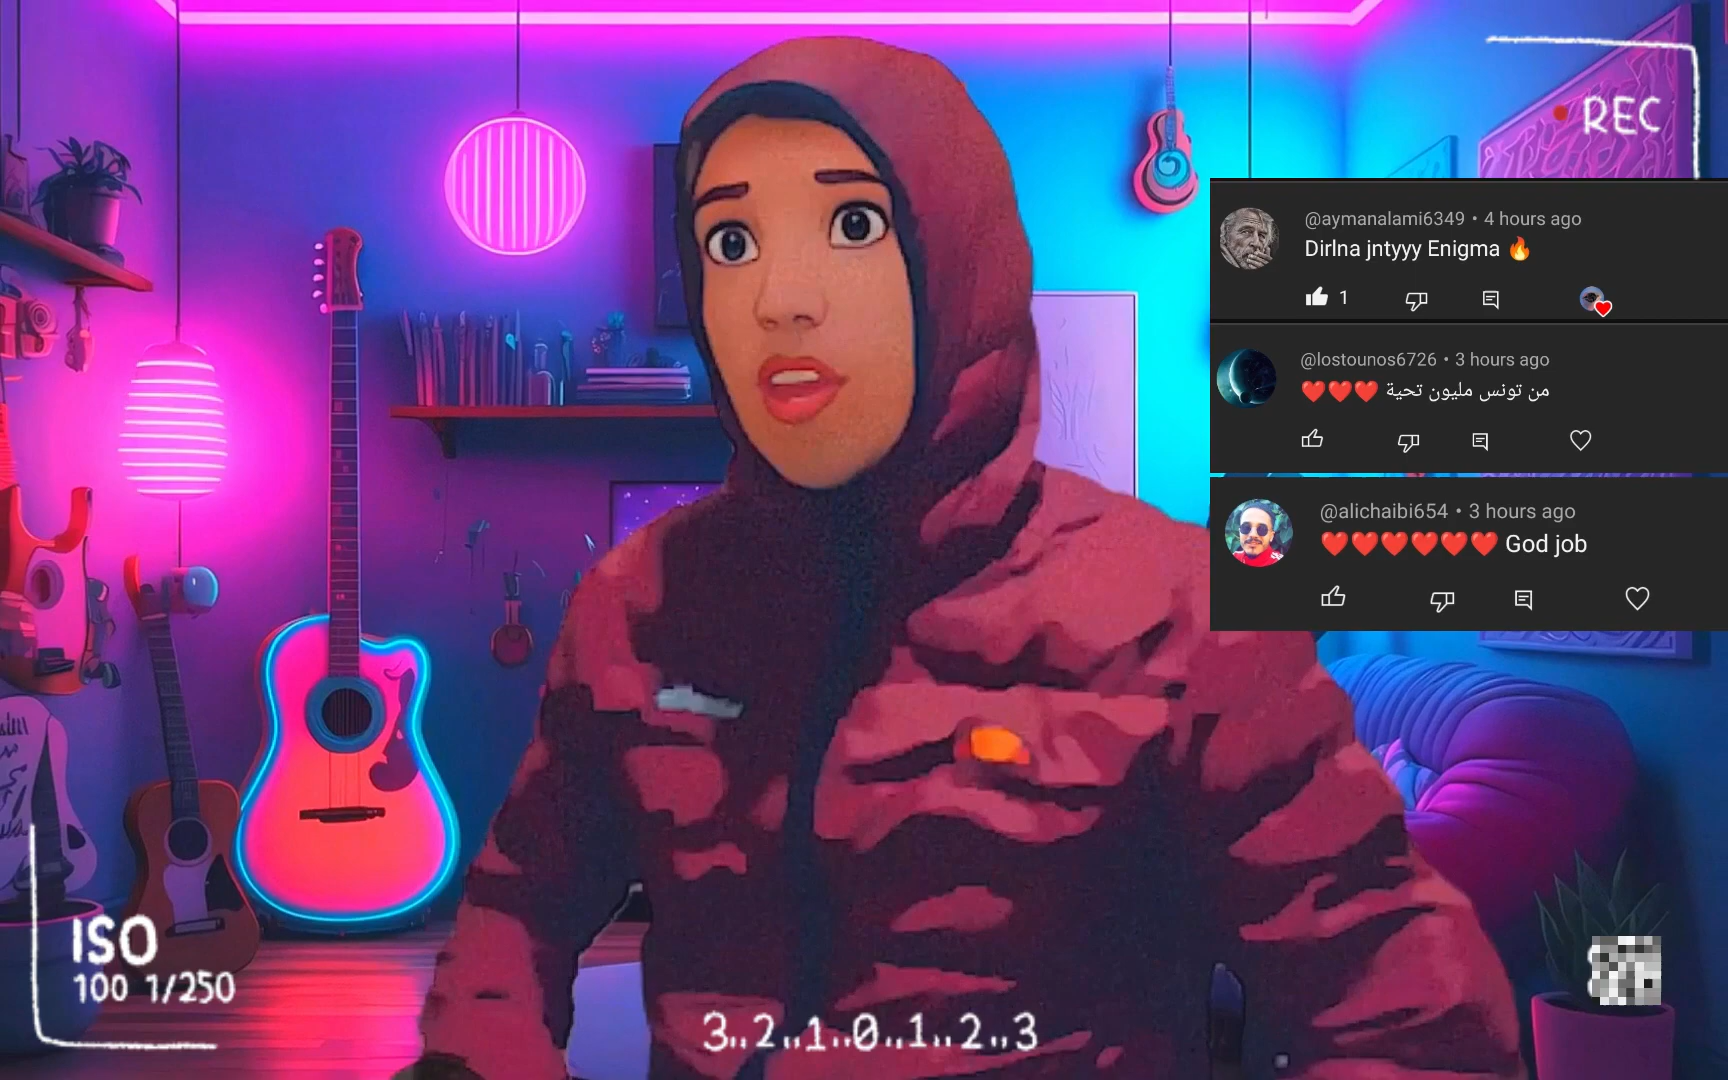 REC
@aymanalami6349 • 4 hours ago
Dirlna jntyyy Enigma 🔥
1
@lostounos6726 • 3 hours ago
من تونس مليون تحية ❤️❤️❤️
@alichaibi654 • 3 hours ago
❤️❤️❤️❤️❤️❤️ God job
ISO
100 1/250
3..2..1..0..1..2..3